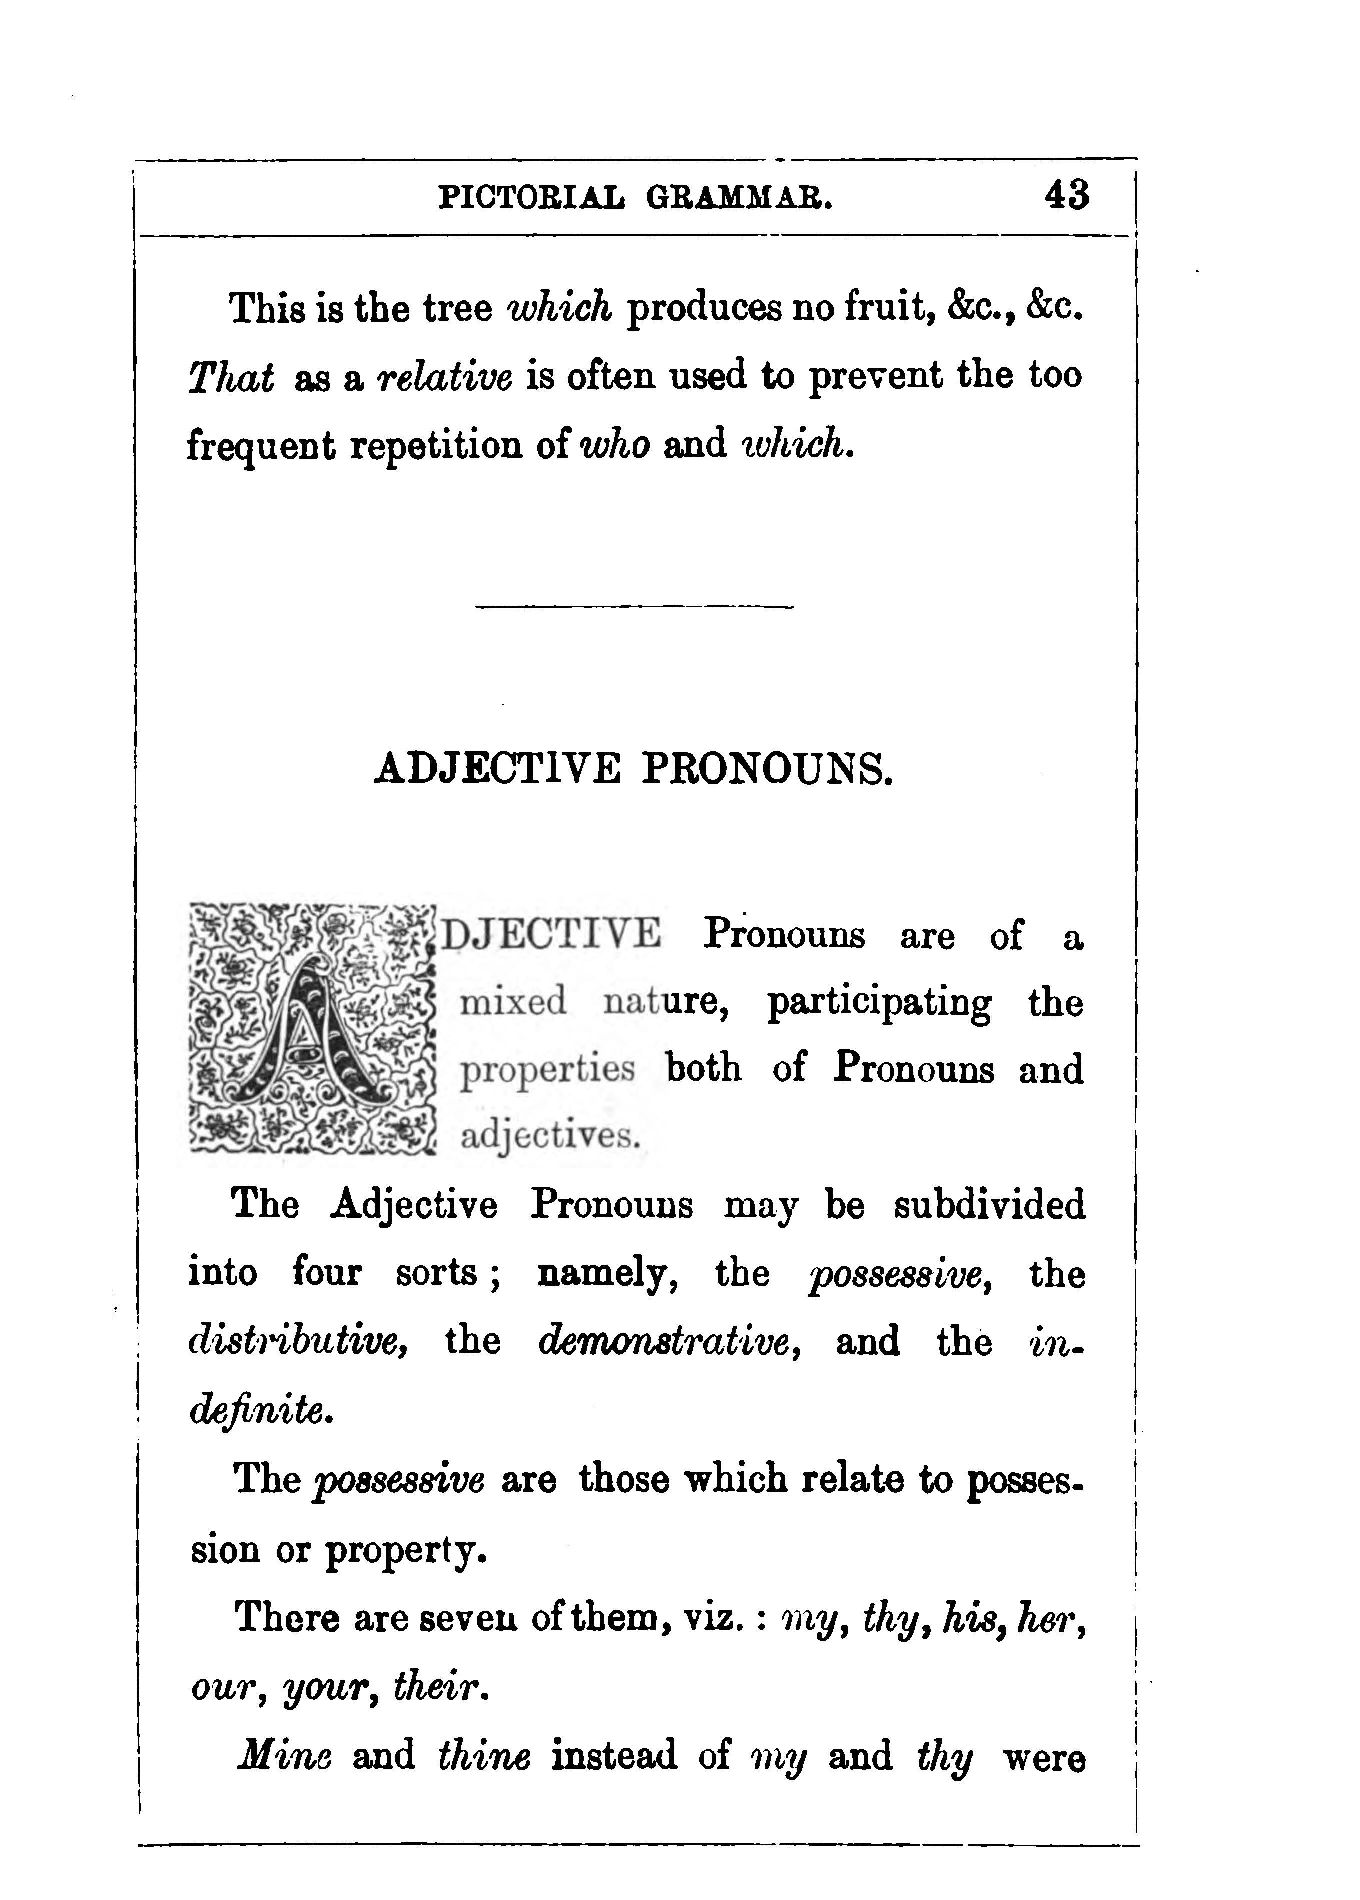 PICTORIAL GRAMMAR. 43
This is the tree which produces no fruit, &c., &c.
That as a relative is often used to prevent the too
frequent repetition of who and which.
ADJECTIVE PRONOUNS.
ADJECTIVE Pronouns are of a
mixed nature, participating the
properties both of Pronouns and
adjectives.
The Adjective Pronouns may be subdivided
into four sorts ; namely, the possessive, the
distributive, the demonstrative, and the in-
definite.
The possessive are those which relate to posses-
sion or property.
There are seven of them, viz. : my, thy, his, her,
our, your, their.
Mine and thine instead of my and thy were